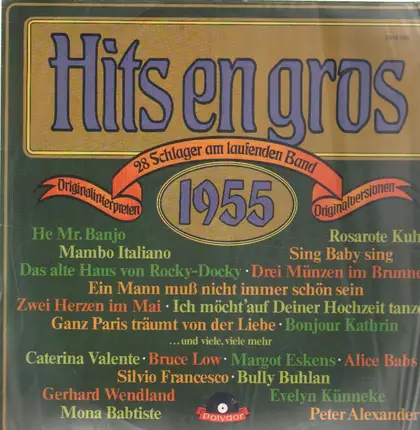 Hits en gros
28 Schlager am laufenden Band
Originalinterpreten
1955
Originalversionen
He Mr. Banjo
Rosarote Kuh
Mambo Italiano
Sing Baby sing
Das alte Haus von Rocky-Docky · Drei Münzen im Brunn
Ein Mann muß nicht immer schön sein
Zwei Herzen im Mai · Ich möcht' auf Deiner Hochzeit tanze
Ganz Paris träumt von der Liebe · Bonjour Kathrin
...und viele, viele mehr
Caterina Valente · Bruce Low · Margot Eskens · Alice Babs
Silvio Francesco · Bully Buhlan
Gerhard Wendland
Evelyn Künneke
Mona Babtiste
Peter Alexander
polydor